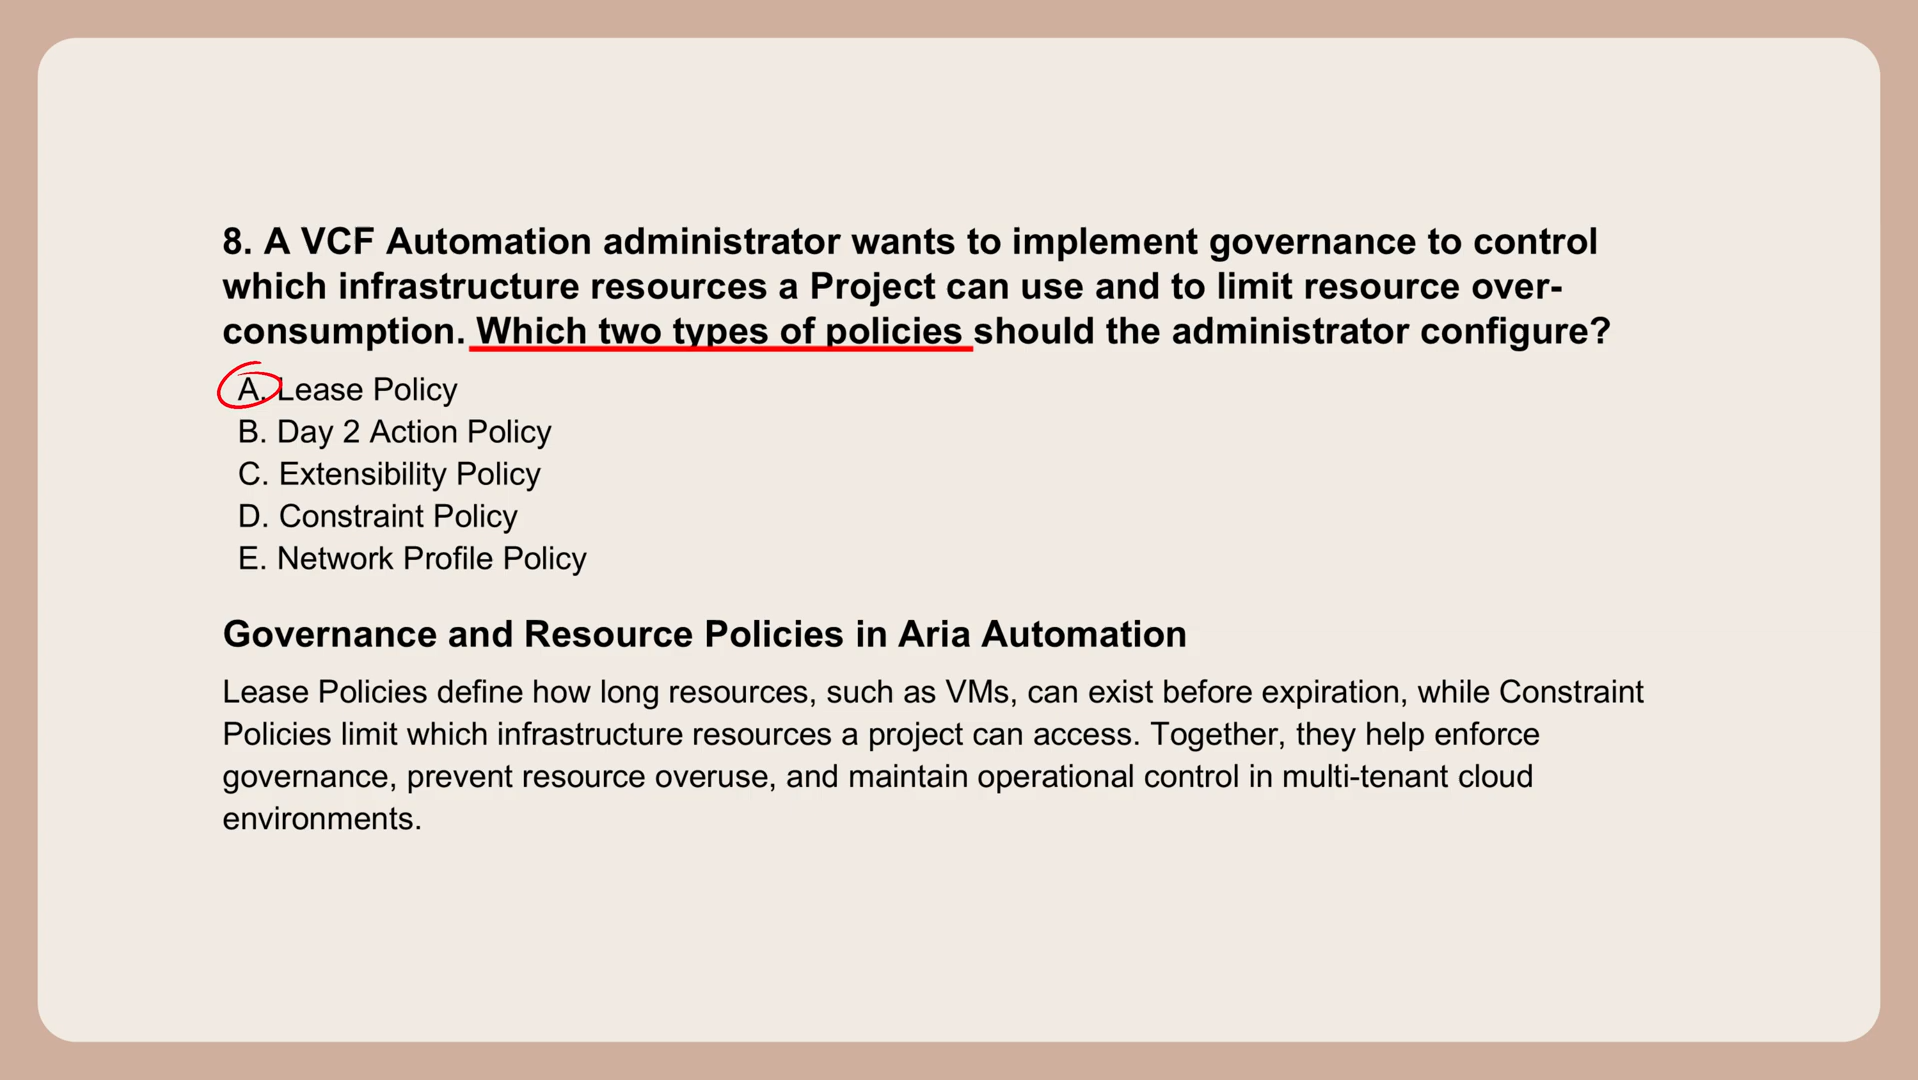 8. A VCF Automation administrator wants to implement governance to control
which infrastructure resources a Project can use and to limit resource over-
consumption. Which two types of policies should the administrator configure?
A. Lease Policy
B. Day 2 Action Policy
C. Extensibility Policy
D. Constraint Policy
E. Network Profile Policy
Governance and Resource Policies in Aria Automation
Lease Policies define how long resources, such as VMs, can exist before expiration, while Constraint
Policies limit which infrastructure resources a project can access. Together, they help enforce
governance, prevent resource overuse, and maintain operational control in multi-tenant cloud
environments.